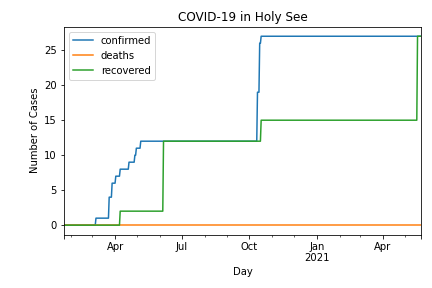 COVID-19 in Holy See
confirmed
deaths
recovered
Number of Cases
25
20
15
10
5
0
Apr
Jul
Oct
Jan
2021
Apr
Day